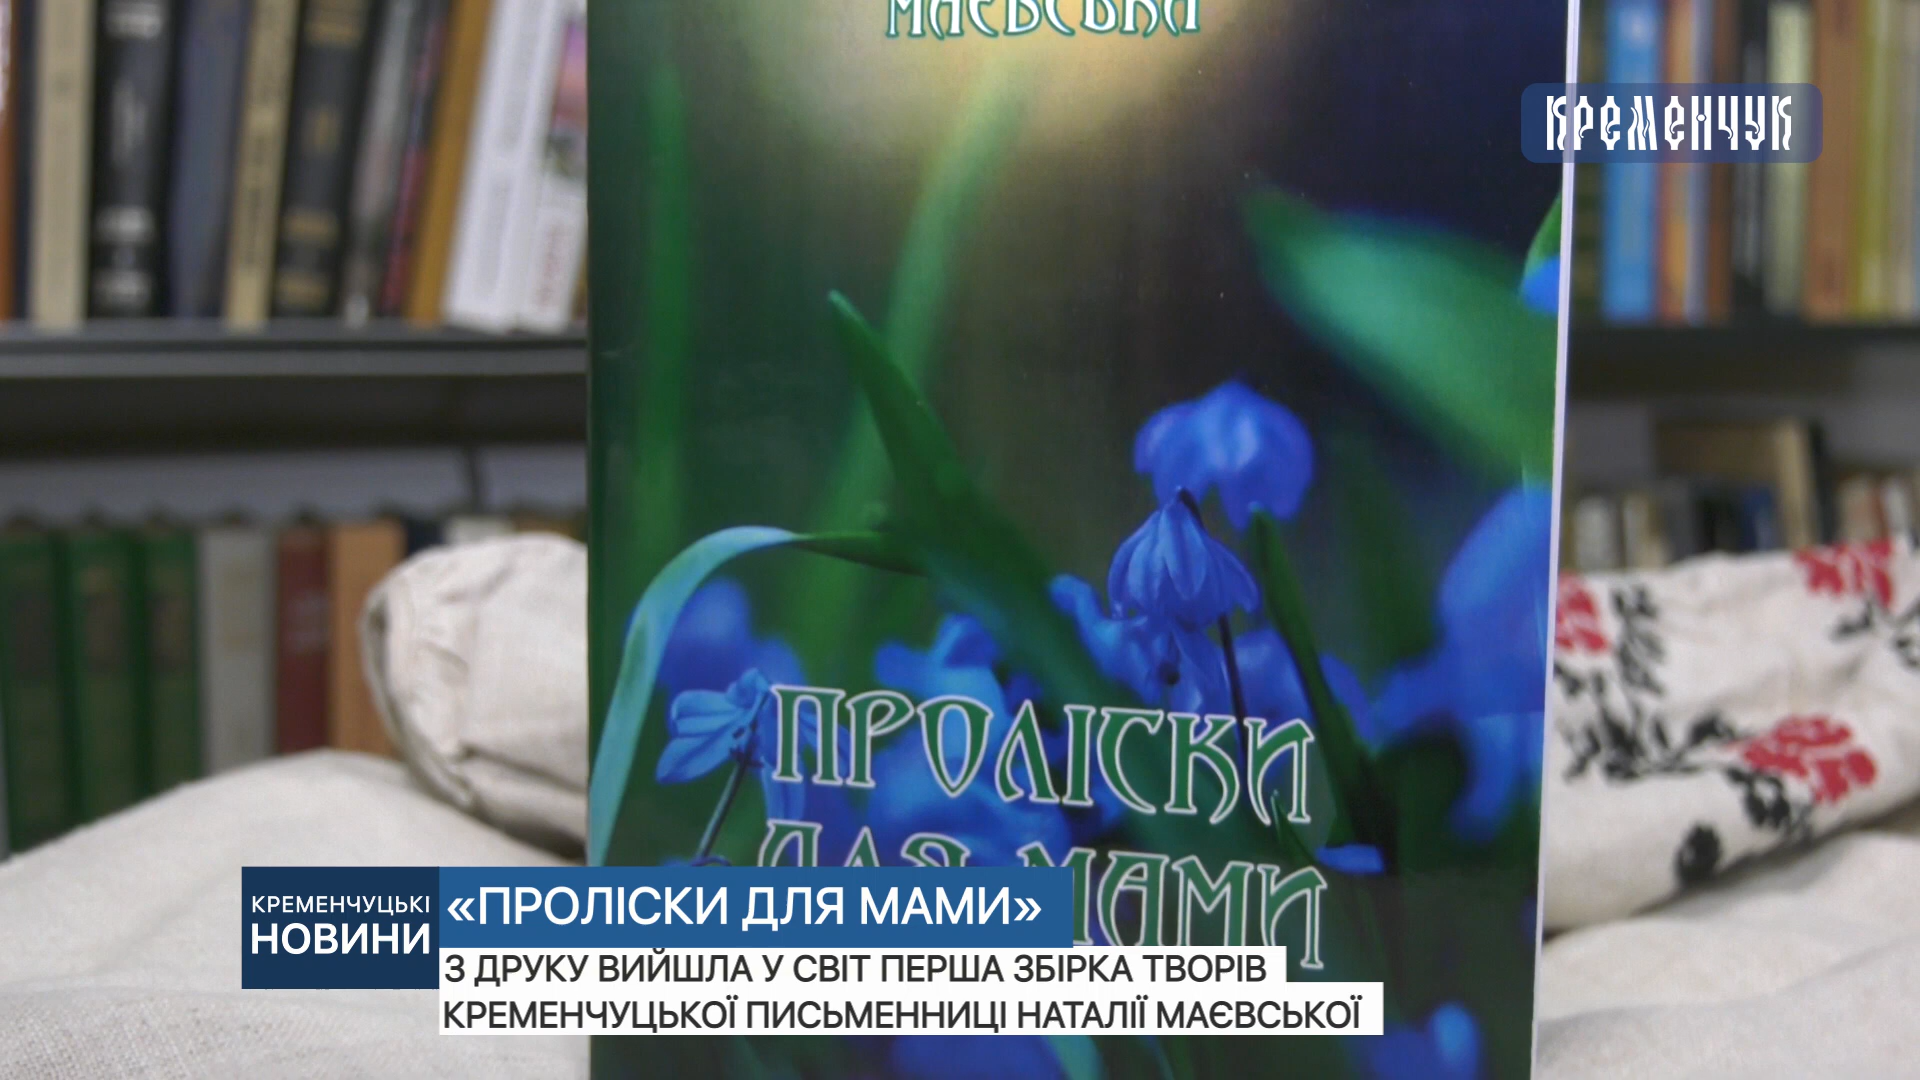 МАЄВСЬКА
КРЕМЕНЧУК
ПРОЛІСКИ
ДЛЯ МАМИ
КРЕМЕНЧУЦЬКІ
НОВИНИ
«ПРОЛІСКИ ДЛЯ МАМИ»
З ДРУКУ ВИЙШЛА У СВІТ ПЕРША ЗБІРКА ТВОРІВ
КРЕМЕНЧУЦЬКОЇ ПИСЬМЕННИЦІ НАТАЛІЇ МАЄВСЬКОЇ